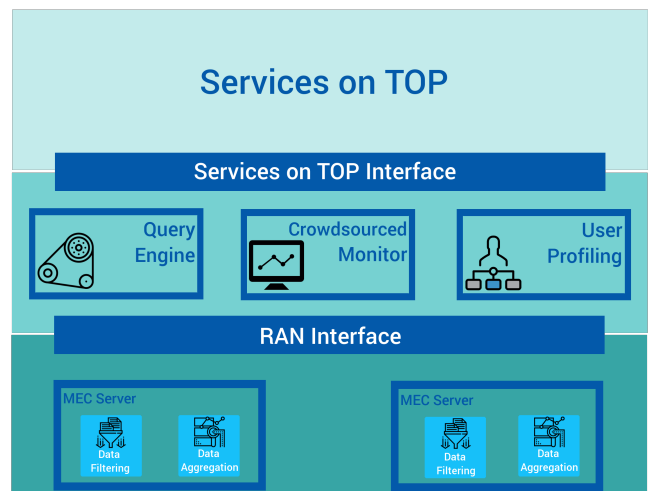 Services on TOP
Services on TOP Interface
Query
Engine
Crowdsourced
Monitor
User
Profiling
RAN Interface
MEC Server
Data
Filtering
Data
Aggregation
MEC Server
Data
Filtering
Data
Aggregation